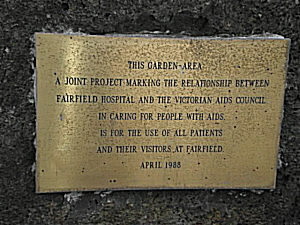 THIS GARDEN-AREA,
A JOINT PROJECT MARKING THE RELATIONSHIP BETWEEN
FAIRFIELD HOSPITAL AND THE VICTORIAN AIDS COUNCIL
IN CARING FOR PEOPLE WITH AIDS,
IS FOR THE USE OF ALL PATIENTS
AND THEIR VISITORS AT FAIRFIELD.
APRIL 1988